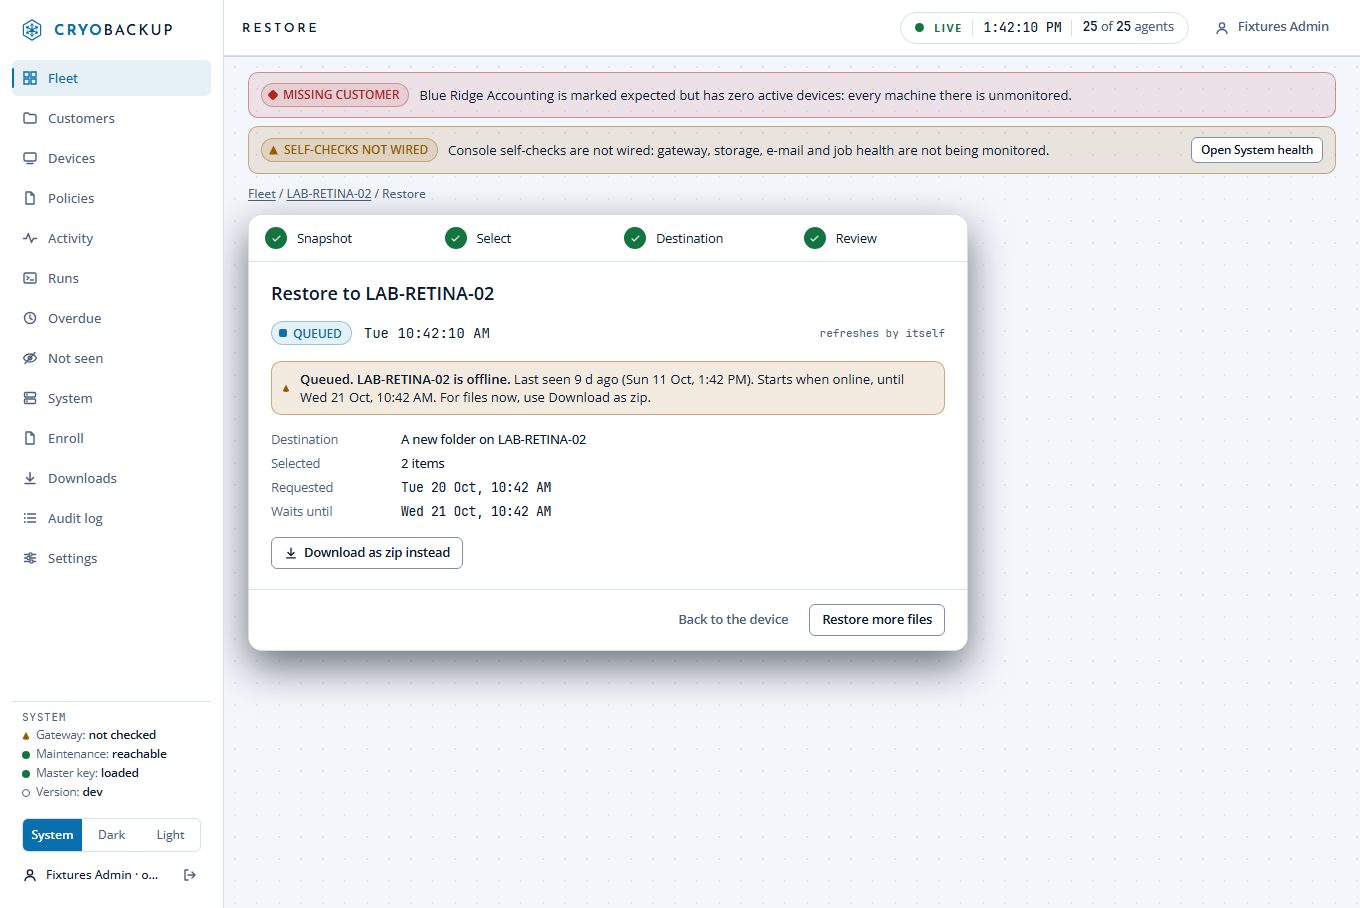 CRYOBACKUP
RESTORE
LIVE 1:42:10 PM 25 of 25 agents
Fixtures Admin
Fleet
Customers
Devices
Policies
Activity
Runs
Overdue
Not seen
System
Enroll
Downloads
Audit log
Settings
SYSTEM
Gateway: not checked
Maintenance: reachable
Master key: loaded
Version: dev
System Dark Light
Fixtures Admin · o...
MISSING CUSTOMER Blue Ridge Accounting is marked expected but has zero active devices: every machine there is unmonitored.
SELF-CHECKS NOT WIRED Console self-checks are not wired: gateway, storage, e-mail and job health are not being monitored. Open System health
Fleet / LAB-RETINA-02 / Restore
Snapshot Select Destination Review
Restore to LAB-RETINA-02
QUEUED Tue 10:42:10 AM refreshes by itself
Queued. LAB-RETINA-02 is offline. Last seen 9 d ago (Sun 11 Oct, 1:42 PM). Starts when online, until
Wed 21 Oct, 10:42 AM. For files now, use Download as zip.
Destination A new folder on LAB-RETINA-02
Selected 2 items
Requested Tue 20 Oct, 10:42 AM
Waits until Wed 21 Oct, 10:42 AM
Download as zip instead
Back to the device Restore more files